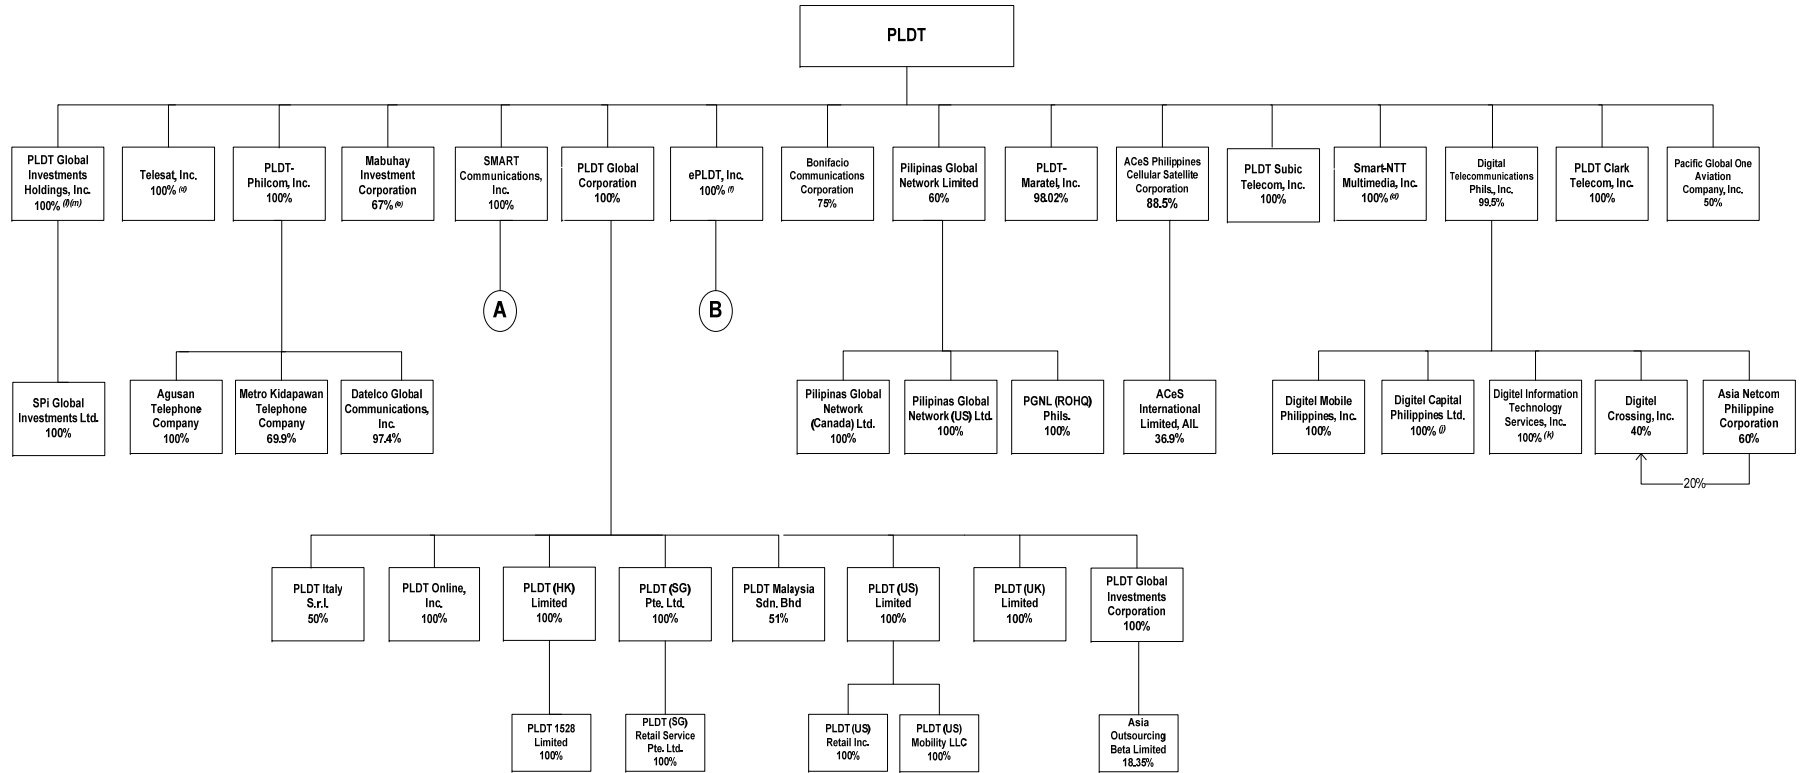 PLDT
PLDT Global
Investments
Holdings, Inc.
100% (l)(m)
Telesat, Inc.
100%
PLDT-
Philcom, Inc.
100%
Mabuhay
Investment
Corporation
67% (e)
SMART
Communications,
Inc.
100%
PLDT Global
Corporation
100%
ePLDT, Inc.
100% (f)
Bonifacio
Communications
Corporation
75%
Pilipinas Global
Network Limited
60%
PLDT-
Maratel, Inc.
98.02%
ACeS Philippines
Cellular Satellite
Corporation
88.5%
PLDT Subic
Telecom, Inc.
100%
Smart-NTT
Multimedia, Inc.
100% (d)
Digital
Telecommunications
Phils., Inc.
99.5%
PLDT Clark
Telecom, Inc.
100%
Pacific Global One
Aviation
Company, Inc.
50%
A
B
SPi Global
Investments Ltd.
100%
Agusan
Telephone
Company
100%
Metro Kidapawan
Telephone
Company
69.9%
Datelco Global
Communications,
Inc.
97.4%
Pilipinas Global
Network
(Canada) Ltd.
100%
Pilipinas Global
Network (US) Ltd.
100%
PGNL (ROHQ)
Phils.
100%
ACeS
International
Limited, AIL
36.9%
Digitel Mobile
Philippines, Inc.
100%
Digitel Capital
Philippines Ltd.
100% (j)
Digitel Information
Technology
Services, Inc.
100% (k)
Digitel
Crossing, Inc.
40%
Asia Netcom
Philippine
Corporation
60%
20%
PLDT Italy
S.r.l.
50%
PLDT Online,
Inc.
100%
PLDT (HK)
Limited
100%
PLDT (SG)
Pte. Ltd.
100%
PLDT Malaysia
Sdn. Bhd
51%
PLDT (US)
Limited
100%
PLDT (UK)
Limited
100%
PLDT Global
Investments
Corporation
100%
PLDT 1528
Limited
100%
PLDT (SG)
Retail Service
Pte. Ltd.
100%
PLDT (US)
Retail Inc.
100%
PLDT (US)
Mobility LLC
100%
Asia
Outsourcing
Beta Limited
18.35%